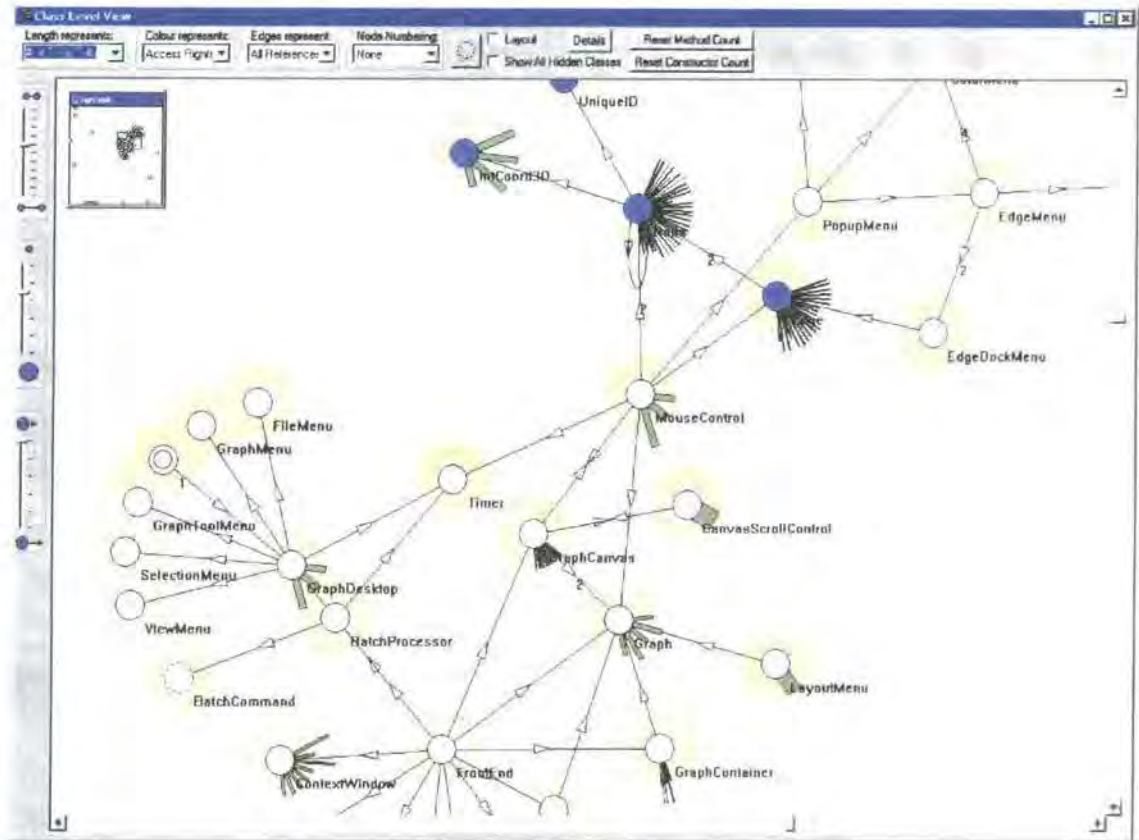 Class Level View
Length represents: Colour represents: Edges represent: Node Numbering:
Access Rights All References None
Layout Details Reset Method Count
Show All Hidden Classes Reset Constructor Count
UniqueID
IntCoord3D
PopupMenu
EdgeMenu
2
2
EdgeDockMenu
MouseControl
FileMenu
GraphMenu
1
Timer
GraphToolMenu
CanvasScrollControl
SelectionMenu
GraphCanvas
GraphDesktop
2
ViewMenu
BatchProcessor
Graph
BatchCommand
LayoutMenu
ContextWindow
FrontEnd
GraphContainer